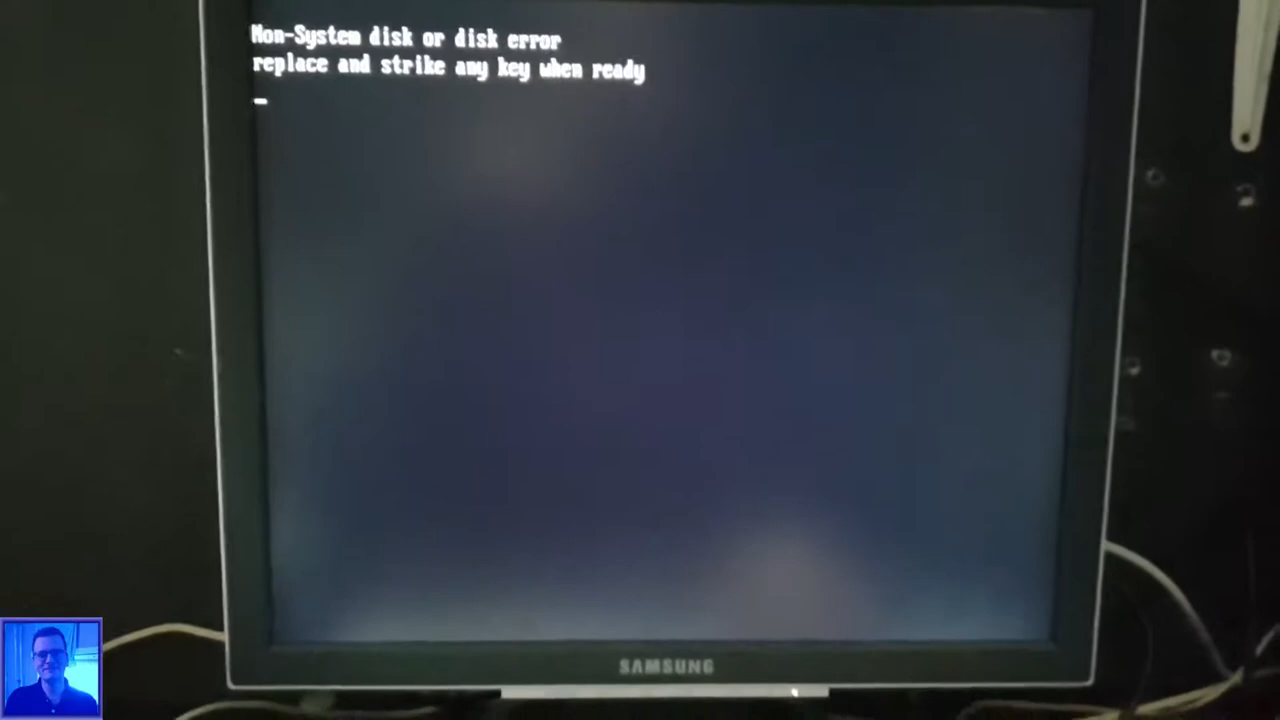 Non-System disk or disk error
replace and strike any key when ready
SAMSUNG